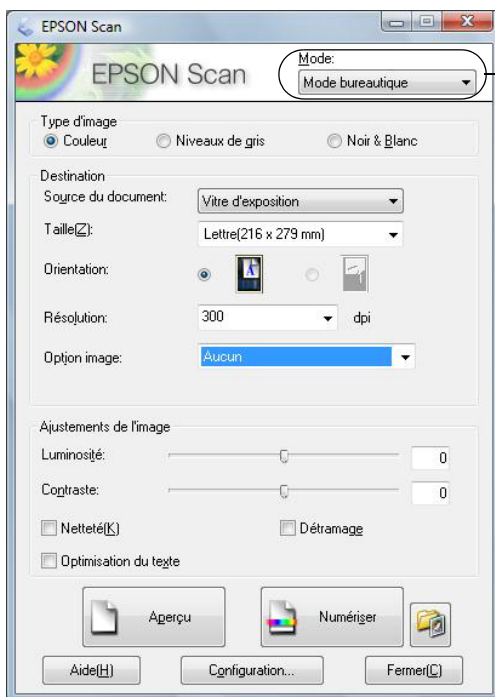 EPSON Scan
EPSON Scan
Mode:
Mode bureautique
Type d'image
Couleur Niveaux de gris Noir & Blanc
Destination
Source du document: Vitre d'exposition
Taille(Z): Lettre(216 x 279 mm)
Orientation: A
Résolution: 300 dpi
Option image: Aucun
Ajustements de l'image
Luminosité: 0
Contraste: 0
Netteté(K) Détramage
Optimisation du texte
Aperçu Numériser
Aide(H) Configuration... Fermer(C)